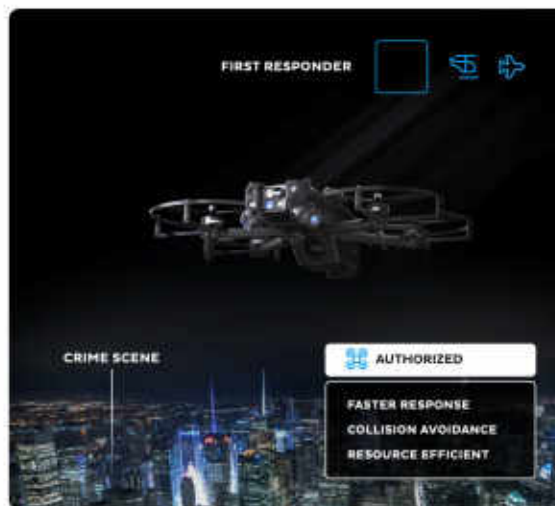 FIRST RESPONDER
CRIME SCENE
AUTHORIZED
FASTER RESPONSE
COLLISION AVOIDANCE
RESOURCE EFFICIENT